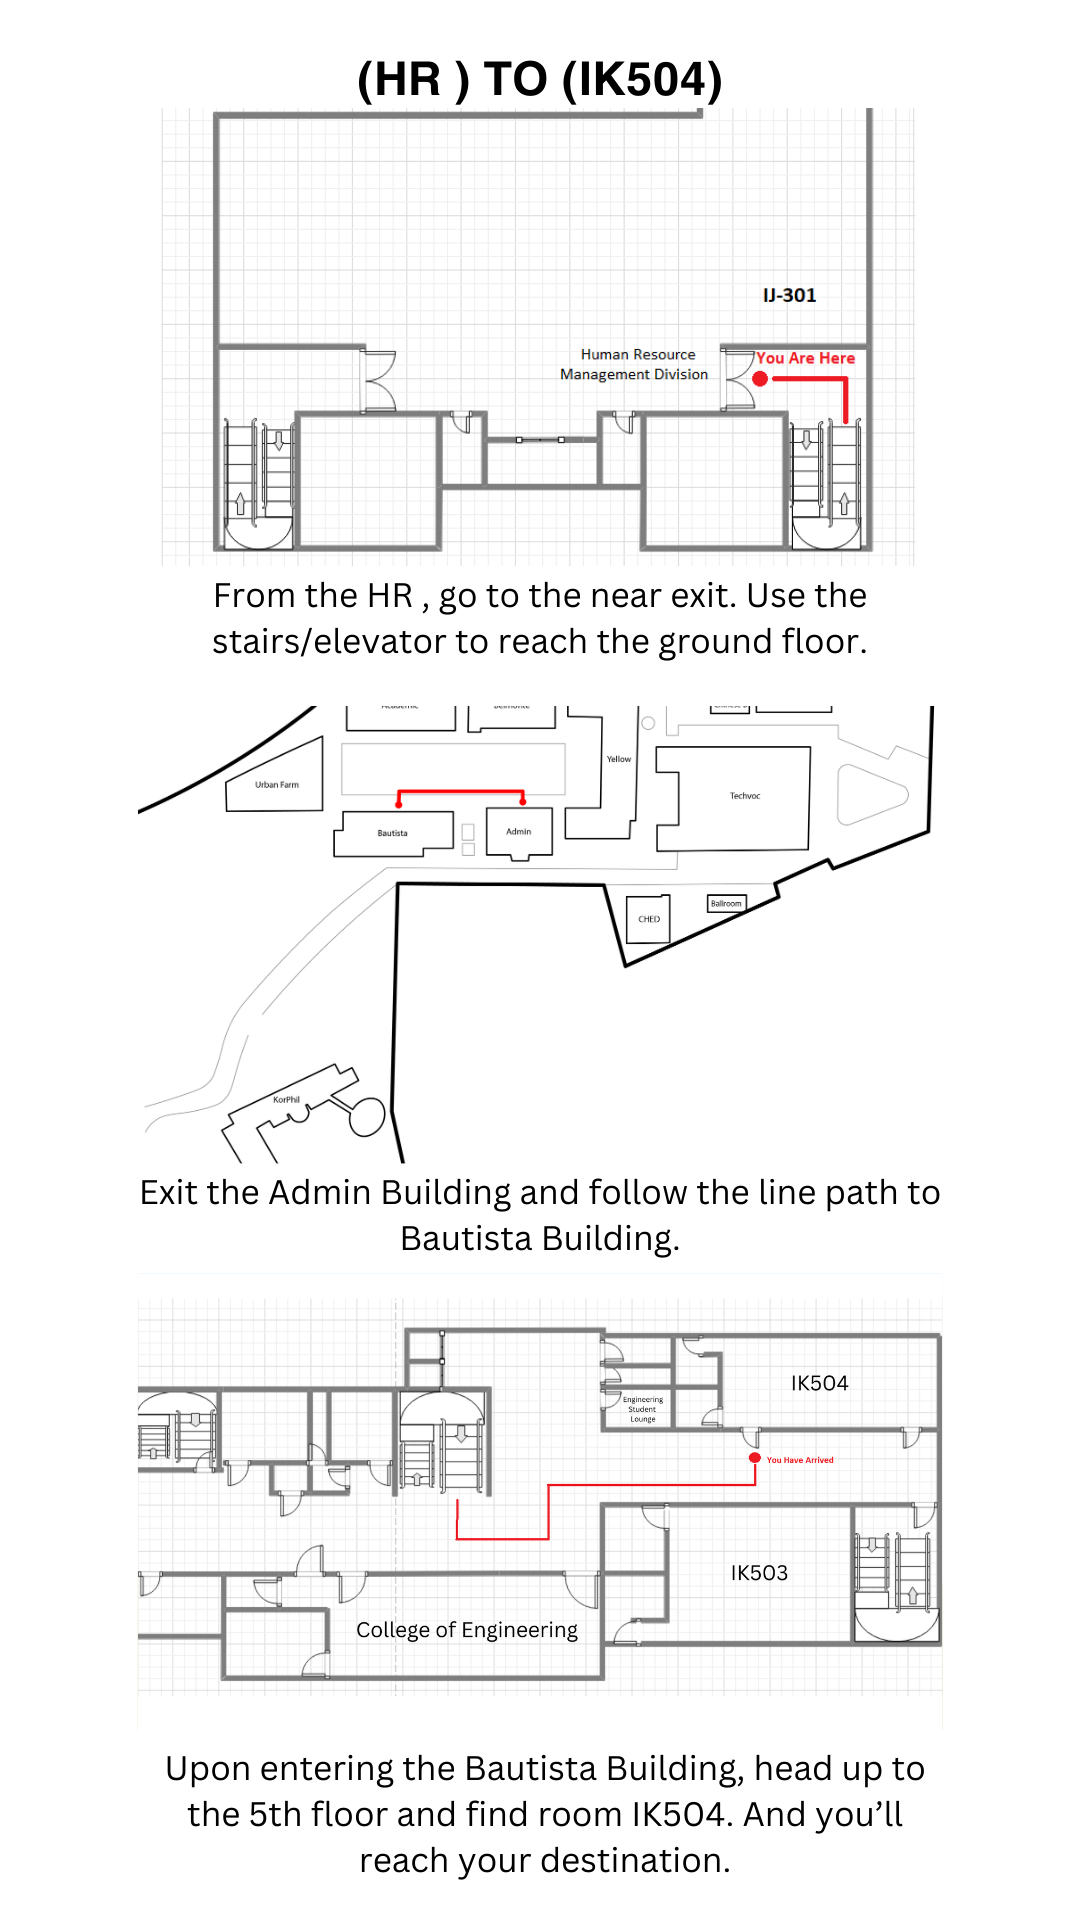 (HR ) TO (IK504)
IJ-301
Human Resource
Management Division
You Are Here
From the HR , go to the near exit. Use the
stairs/elevator to reach the ground floor.
Academic
Belmonte
Yellow
Urban Farm
Techvoc
Bautista
Admin
CHED
Ballroom
KorPhil
Exit the Admin Building and follow the line path to
Bautista Building.
IK504
Engineering
Student
Lounge
You Have Arrived
IK503
College of Engineering
Upon entering the Bautista Building, head up to
the 5th floor and find room IK504. And you’ll
reach your destination.